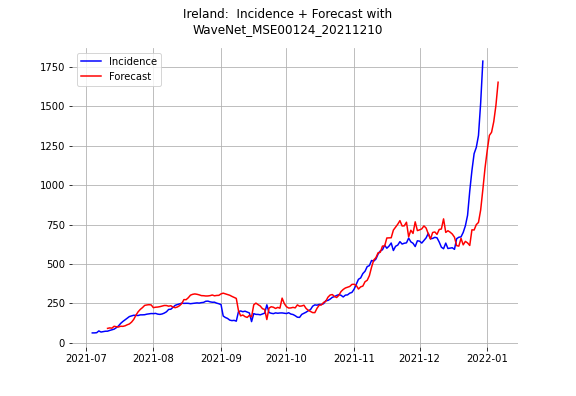 Ireland: Incidence + Forecast with
WaveNet_MSE00124_20211210
Incidence
Forecast
1750
1500
1250
1000
750
500
250
0
2021-07 2021-08 2021-09 2021-10 2021-11 2021-12 2022-01